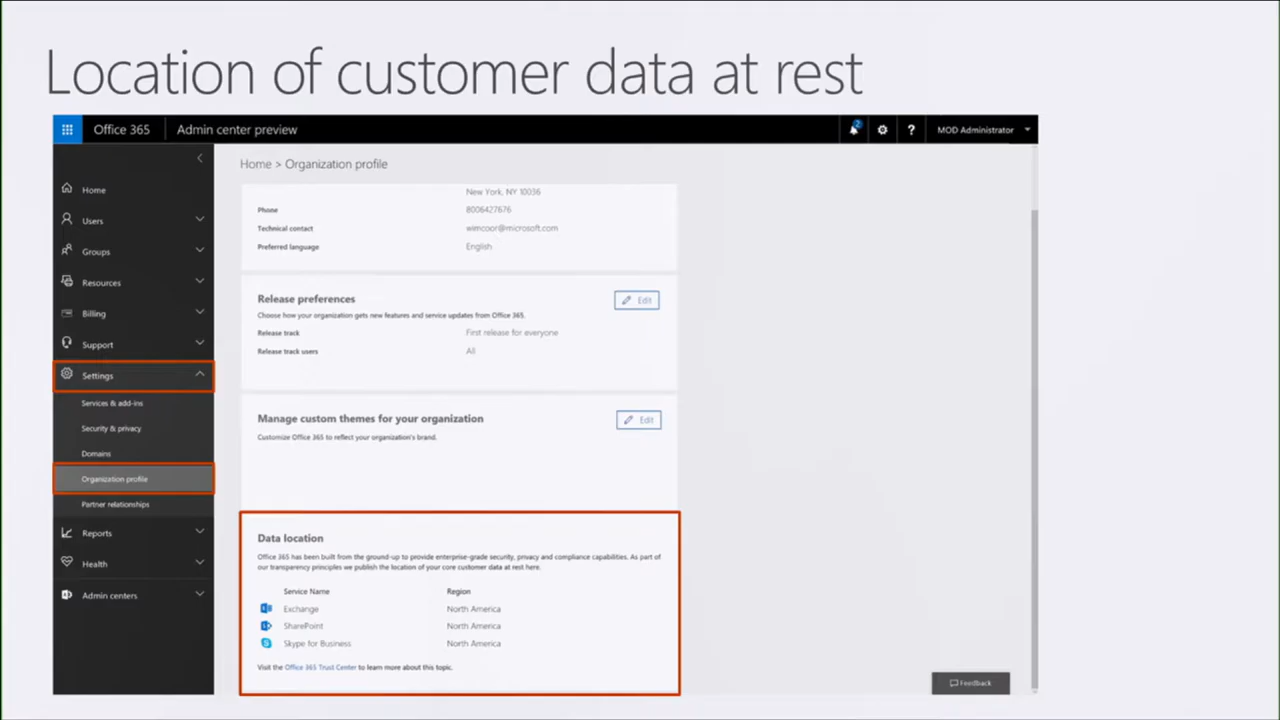 Location of customer data at rest
Office 365
Admin center preview
2
?
MOD Administrator
Home > Organization profile
Home
Users
Groups
Resources
Billing
Support
Settings
Services & add-ins
Security & privacy
Domains
Organization profile
Partner relationships
Reports
Health
Admin centers
New York, NY 10036
Phone 8006427676
Technical contact wimcoor@microsoft.com
Preferred language English
Release preferences
Edit
Choose how your organization gets new features and service updates from Office 365.
Release track First release for everyone
Release track users All
Manage custom themes for your organization
Edit
Customize Office 365 to reflect your organization's brand.
Data location
Office 365 has been built from the ground-up to provide enterprise-grade security, privacy and compliance capabilities. As part of
our transparency principles we publish the location of your core customer data at rest here.
Service Name Region
Exchange North America
SharePoint North America
Skype for Business North America
Visit the Office 365 Trust Center to learn more about this topic.
Feedback